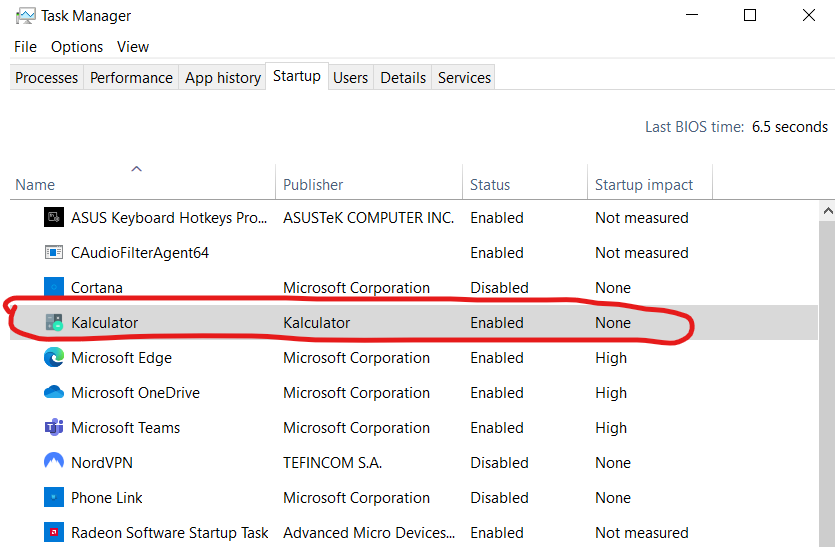 Task Manager
File Options View
Processes Performance App history Startup Users Details Services
Last BIOS time: 6.5 seconds
Name Publisher Status Startup impact
ASUS Keyboard Hotkeys Pro... ASUSTeK COMPUTER INC. Enabled Not measured
CAudioFilterAgent64 Enabled Not measured
Cortana Microsoft Corporation Disabled None
Kalculator Kalculator Enabled None
Microsoft Edge Microsoft Corporation Enabled High
Microsoft OneDrive Microsoft Corporation Enabled High
Microsoft Teams Microsoft Corporation Enabled High
NordVPN TEFINCOM S.A. Disabled None
Phone Link Microsoft Corporation Disabled None
Radeon Software Startup Task Advanced Micro Devices... Enabled Not measured